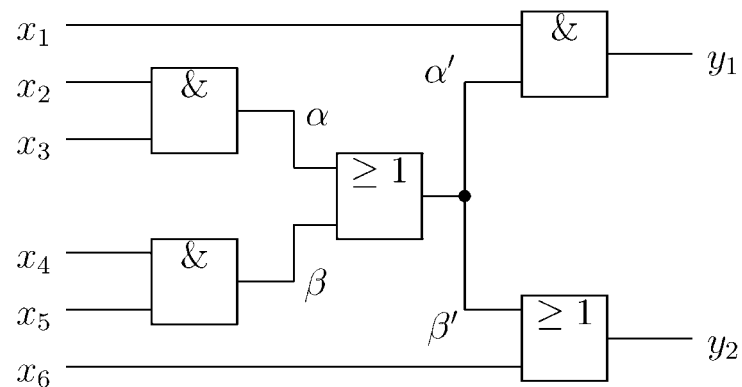 x₁
&
y₁
x₂
&
α′
x₃
α
≥ 1
x₄
&
β
x₅
β′
≥ 1
y₂
x₆